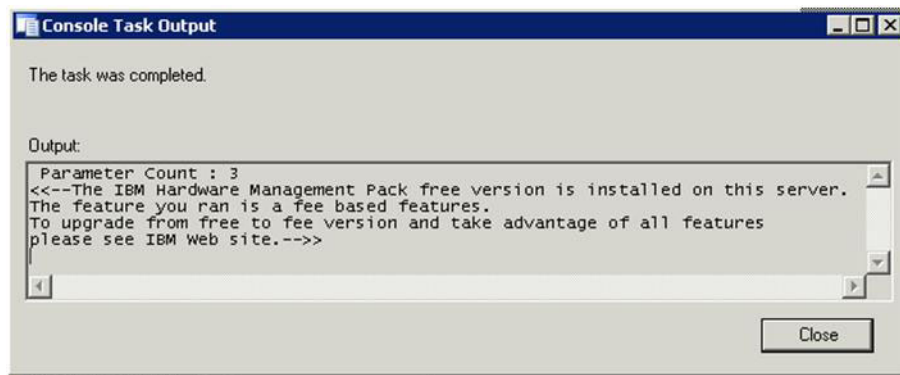 Console Task Output
The task was completed.
Output:
Parameter Count : 3
<<--The IBM Hardware Management Pack free version is installed on this server.
The feature you ran is a fee based features.
To upgrade from free to fee version and take advantage of all features
please see IBM Web site.-->>
Close